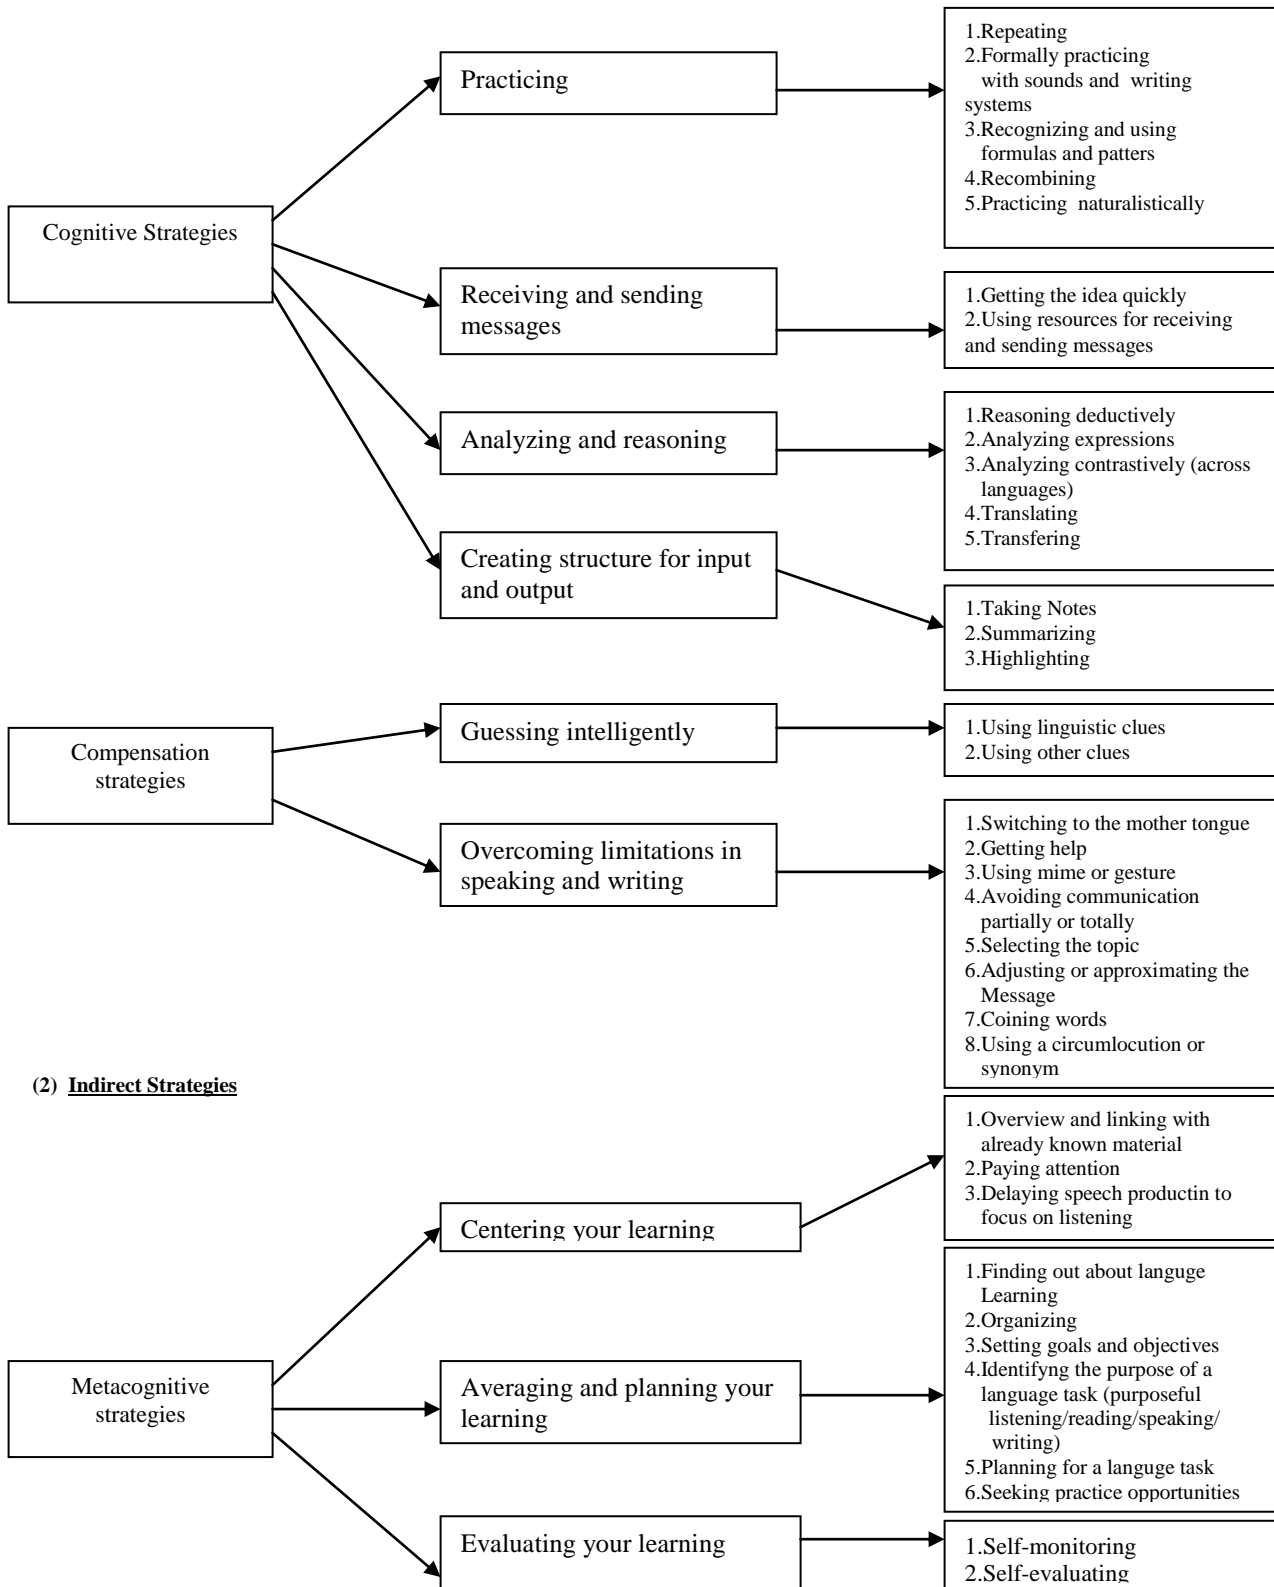 Practicing
1.Repeating
2.Formally practicing
with sounds and writing
systems
3.Recognizing and using
formulas and patters
4.Recombining
5.Practicing naturalistically
Cognitive Strategies
Receiving and sending
messages
1.Getting the idea quickly
2.Using resources for receiving
and sending messages
Analyzing and reasoning
1.Reasoning deductively
2.Analyzing expressions
3.Analyzing contrastively (across
languages)
4.Translating
5.Transfering
Creating structure for input
and output
1.Taking Notes
2.Summarizing
3.Highlighting
Compensation
strategies
Guessing intelligently
1.Using linguistic clues
2.Using other clues
Overcoming limitations in
speaking and writing
1.Switching to the mother tongue
2.Getting help
3.Using mime or gesture
4.Avoiding communication
partially or totally
5.Selecting the topic
6.Adjusting or approximating the
Message
7.Coining words
8.Using a circumlocution or
synonym
(2) Indirect Strategies
Centering your learning
1.Overview and linking with
already known material
2.Paying attention
3.Delaying speech productin to
focus on listening
Metacognitive
strategies
Averaging and planning your
learning
1.Finding out about languge
Learning
2.Organizing
3.Setting goals and objectives
4.Identifyng the purpose of a
language task (purposeful
listening/reading/speaking/
writing)
5.Planning for a languge task
6.Seeking practice opportunities
Evaluating your learning
1.Self-monitoring
2.Self-evaluating